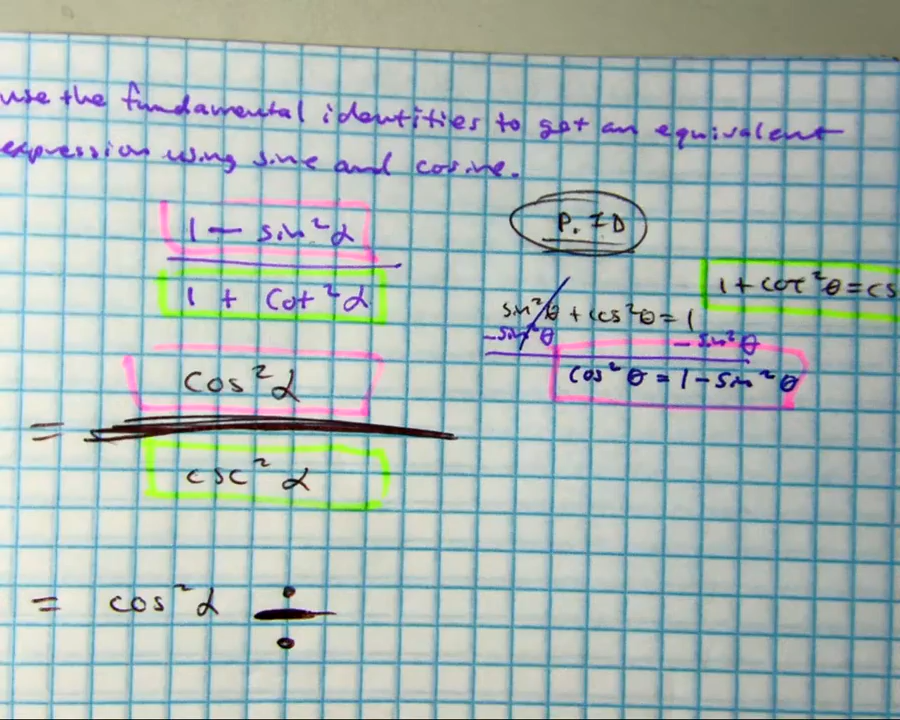 use the fundamental identities to get an equivalent
expression using sine and cosine.
1 - sin²α
1 + cot²α
= cos²α
csc²α
= cos²α ÷
P. ID
1 + cot²θ = cs
sin²θ + cos²θ = 1
-sin²θ - sin²θ
cos²θ = 1 - sin²θ